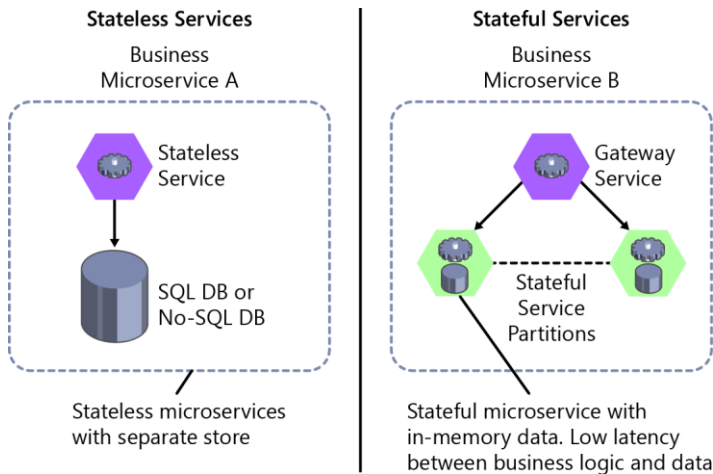 Stateless Services
Business
Microservice A
Stateless
Service
SQL DB or
No-SQL DB
Stateless microservices
with separate store
Stateful Services
Business
Microservice B
Gateway
Service
Stateful
Service
Partitions
Stateful microservice with
in-memory data. Low latency
between business logic and data